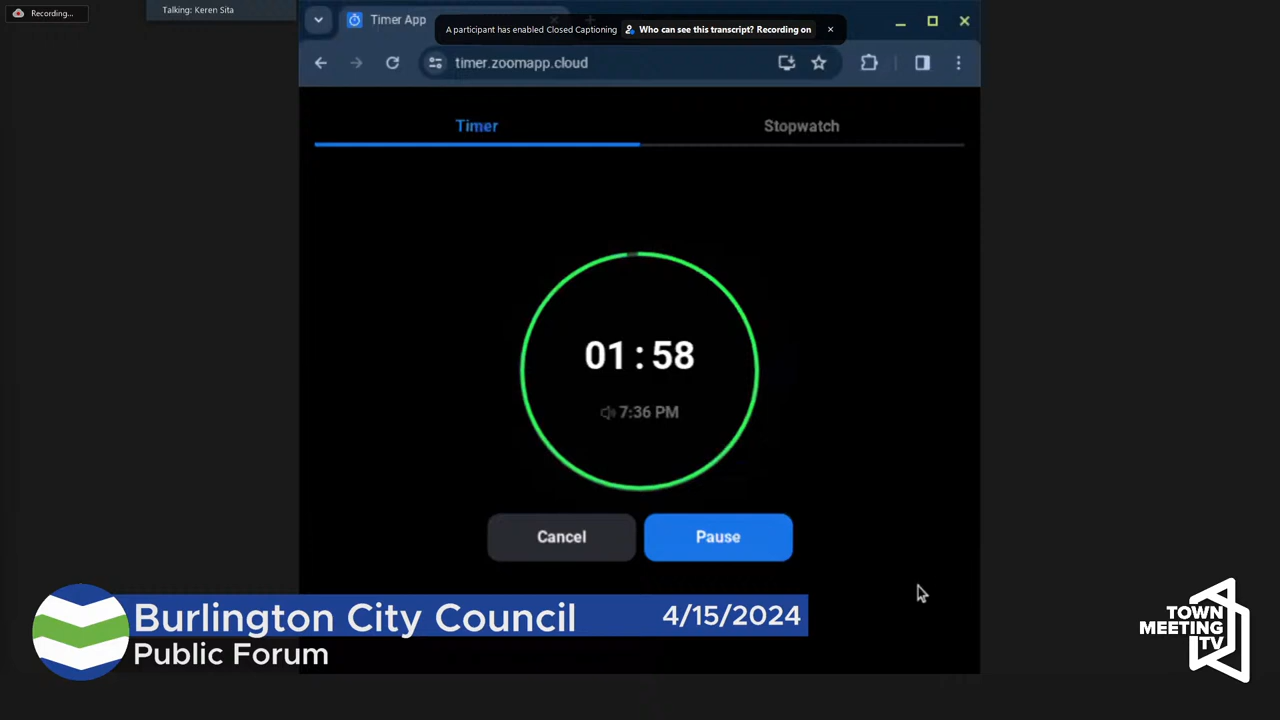 Recording...
Talking: Keren Sita
Timer App
A participant has enabled Closed Captioning Who can see this transcript? Recording on
timer.zoomapp.cloud
Timer Stopwatch
01:58
7:36 PM
Cancel Pause
Burlington City Council 4/15/2024
Public Forum
TOWN
MEETING
TV